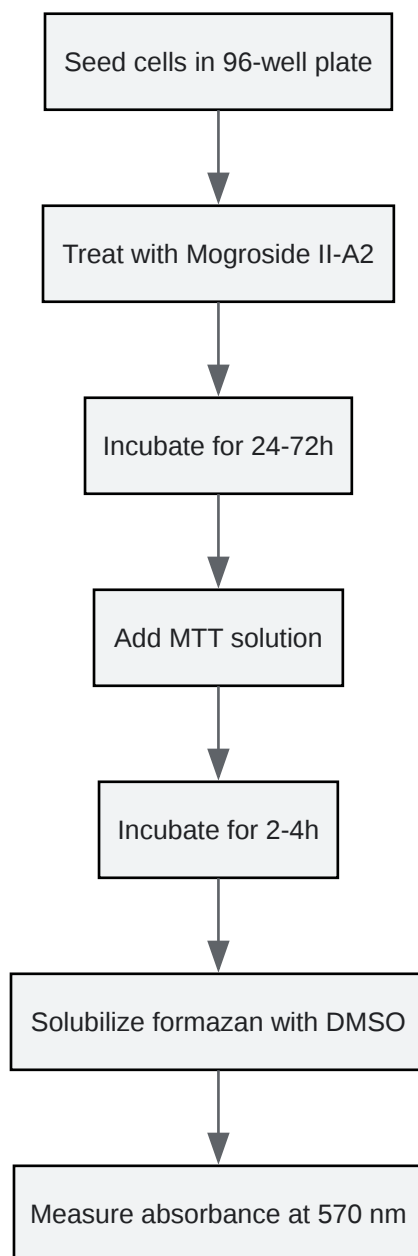 Seed cells in 96-well plate
Treat with Mogroside II-A2
Incubate for 24-72h
Add MTT solution
Incubate for 2-4h
Solubilize formazan with DMSO
Measure absorbance at 570 nm